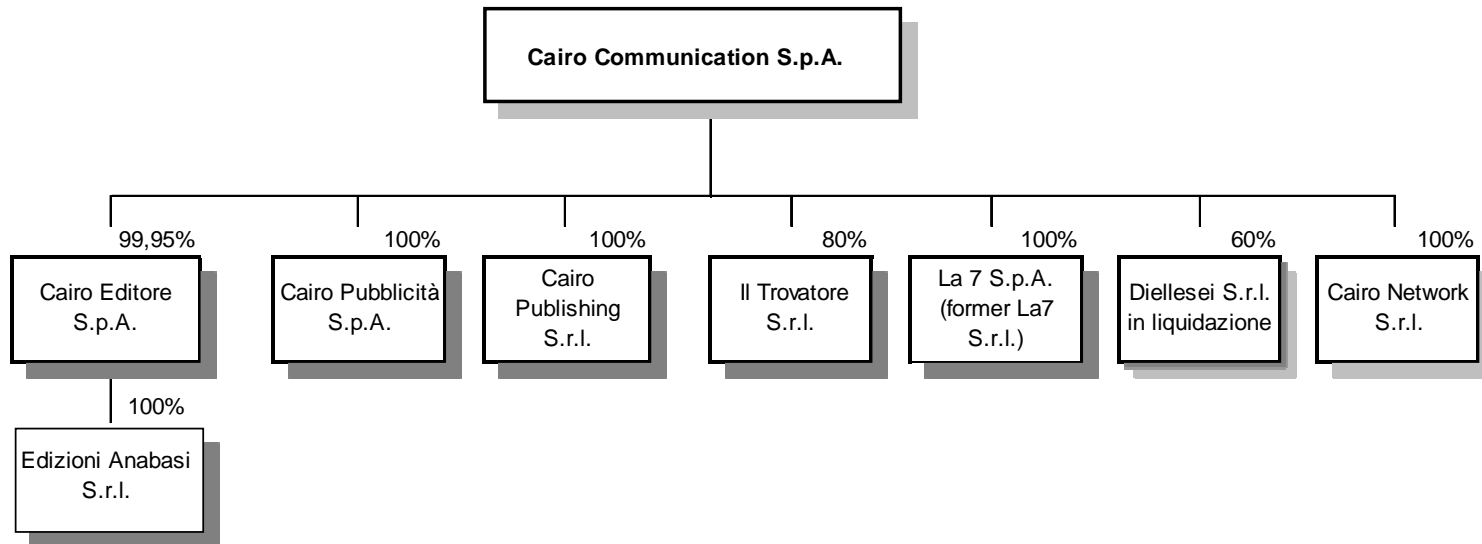 Cairo Communication S.p.A.
99,95%
100%
100%
80%
100%
60%
100%
Cairo Editore
S.p.A.
Cairo Pubblicità
S.p.A.
Cairo
Publishing
S.r.l.
Il Trovatore
S.r.l.
La 7 S.p.A.
(former La7
S.r.l.)
Diellesei S.r.l.
in liquidazione
Cairo Network
S.r.l.
100%
Edizioni Anabasi
S.r.l.